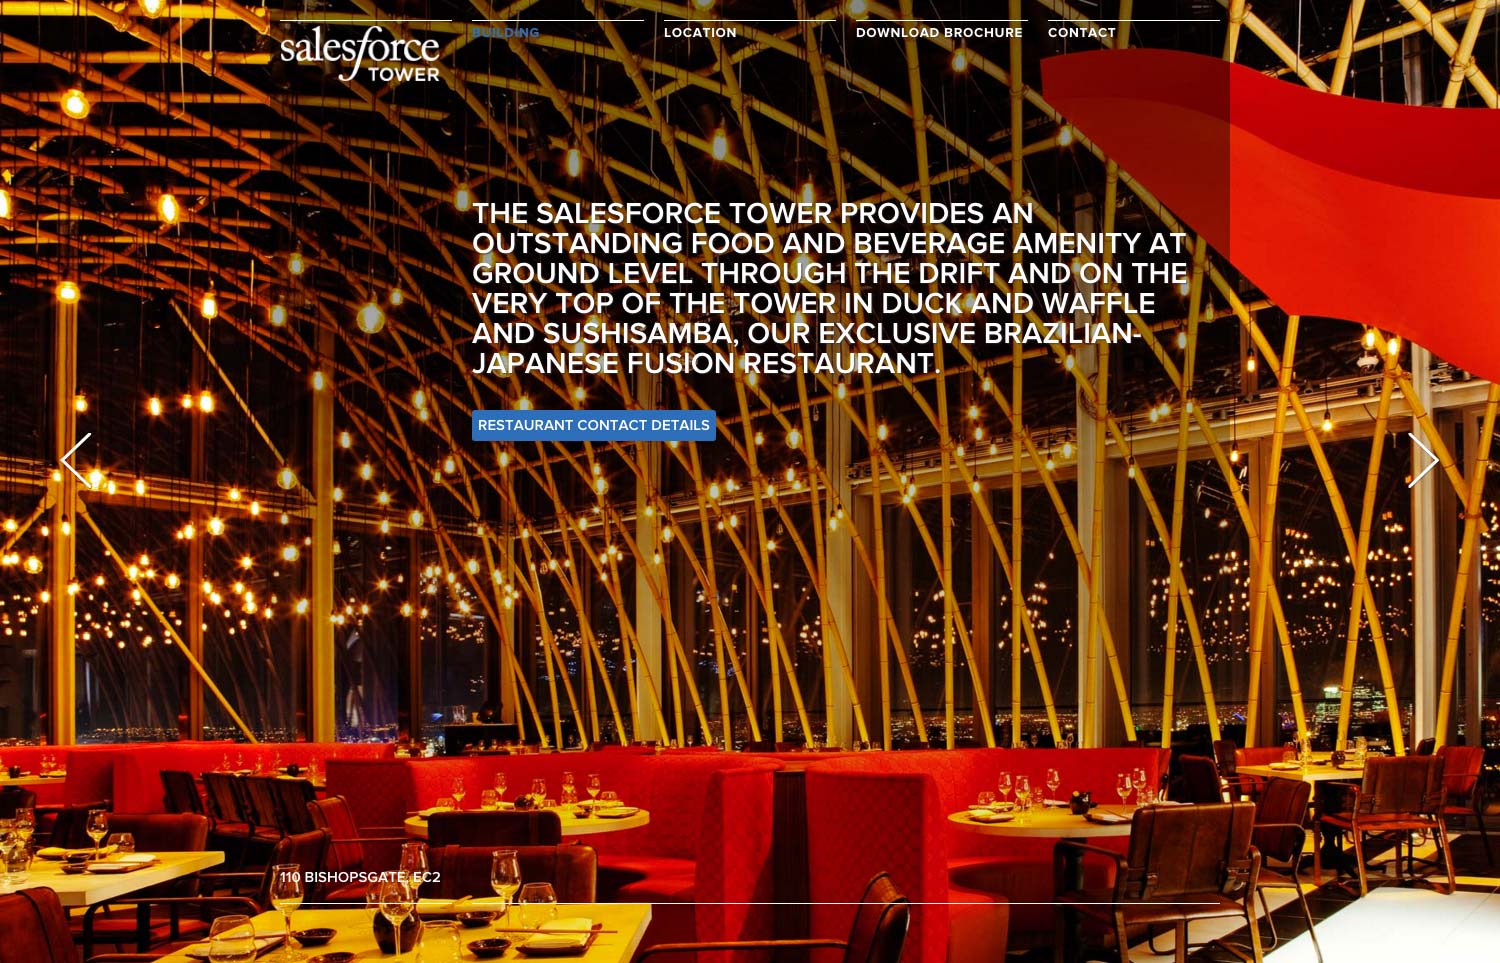 salesforce
TOWER
BUILDING
LOCATION
DOWNLOAD BROCHURE
CONTACT
THE SALESFORCE TOWER PROVIDES AN
OUTSTANDING FOOD AND BEVERAGE AMENITY AT
GROUND LEVEL THROUGH THE DRIFT AND ON THE
VERY TOP OF THE TOWER IN DUCK AND WAFFLE
AND SUSHISAMBA, OUR EXCLUSIVE BRAZILIAN-
JAPANESE FUSION RESTAURANT.
RESTAURANT CONTACT DETAILS
110 BISHOPSGATE, EC2